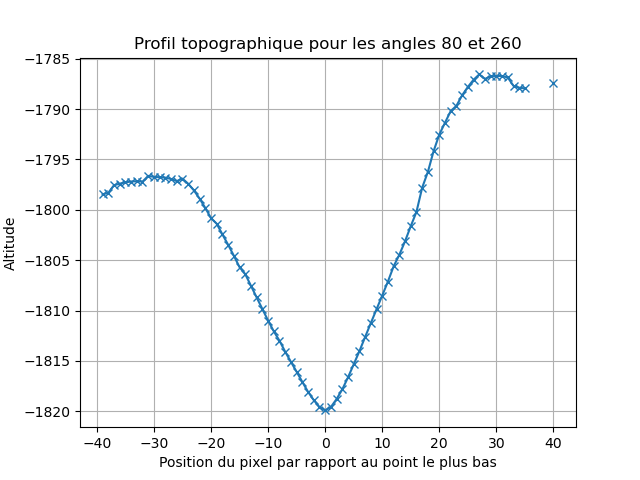 Profil topographique pour les angles 80 et 260
−1785
−1790
−1795
−1800
−1805
−1810
−1815
−1820
Altitude
−40 −30 −20 −10 0 10 20 30 40
Position du pixel par rapport au point le plus bas